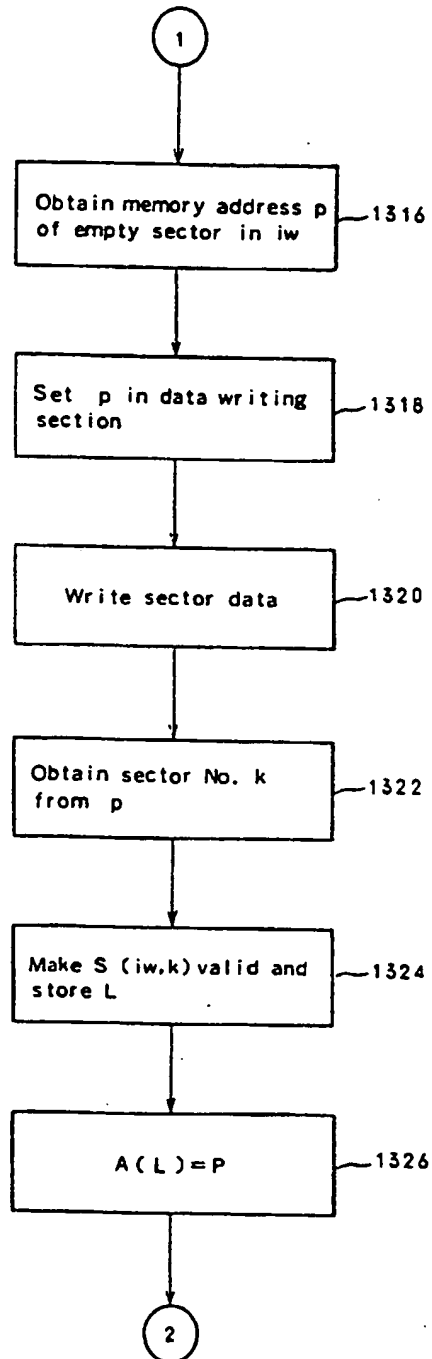 1
Obtain memory address p
of empty sector in iw
1316
Set p in data writing
section
1318
Write sector data
1320
Obtain sector No. k
from p
1322
Make S (iw,k) valid and
store L
1324
A(L)=P
1326
2